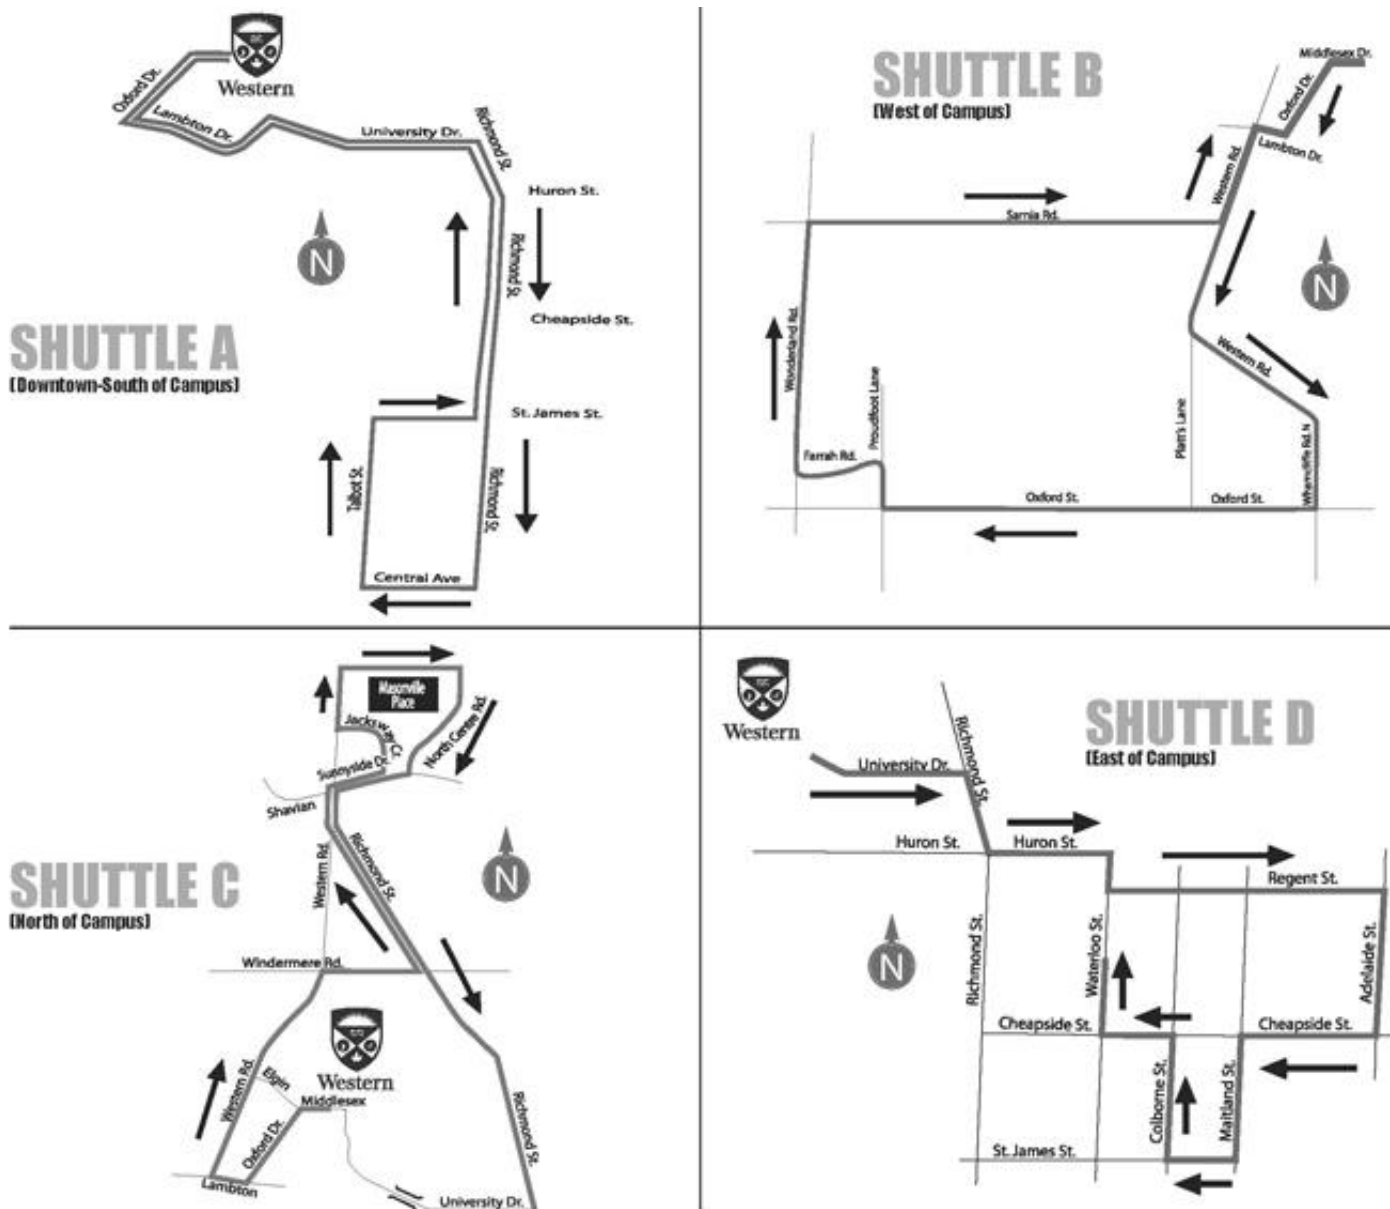 Western
Oxford Dr.
Lambton Dr.
University Dr.
Richmond St.
Huron St.
Richmond St.
N
Cheapside St.
SHUTTLE A
(Downtown-South of Campus)
St. James St.
Talbot St.
Richmond St.
Central Ave
SHUTTLE B
(West of Campus)
Middlesex Dr.
Oxford Dr.
Lambton Dr.
Western Rd.
Sarnia Rd.
N
Wonderland Rd.
Western Rd.
Proudfoot Lane
Platt's Lane
Wharncliffe Rd. N
Farrah Rd.
Oxford St.
Oxford St.
Masonville
Place
Jacksway Cr.
North Centre Rd.
Sunnyside Dr.
Shavian
Richmond St.
Western Rd.
N
SHUTTLE C
(North of Campus)
Windermere Rd.
Western
Western Rd.
Elgin
Middlesex
Oxford Dr.
Richmond St.
Lambton
University Dr.
Western
SHUTTLE D
(East of Campus)
Richmond St.
University Dr.
Huron St.
Huron St.
Regent St.
N
Richmond St.
Waterloo St.
Adelaide St.
Cheapside St.
Cheapside St.
Colborne St.
Maitland St.
St. James St.